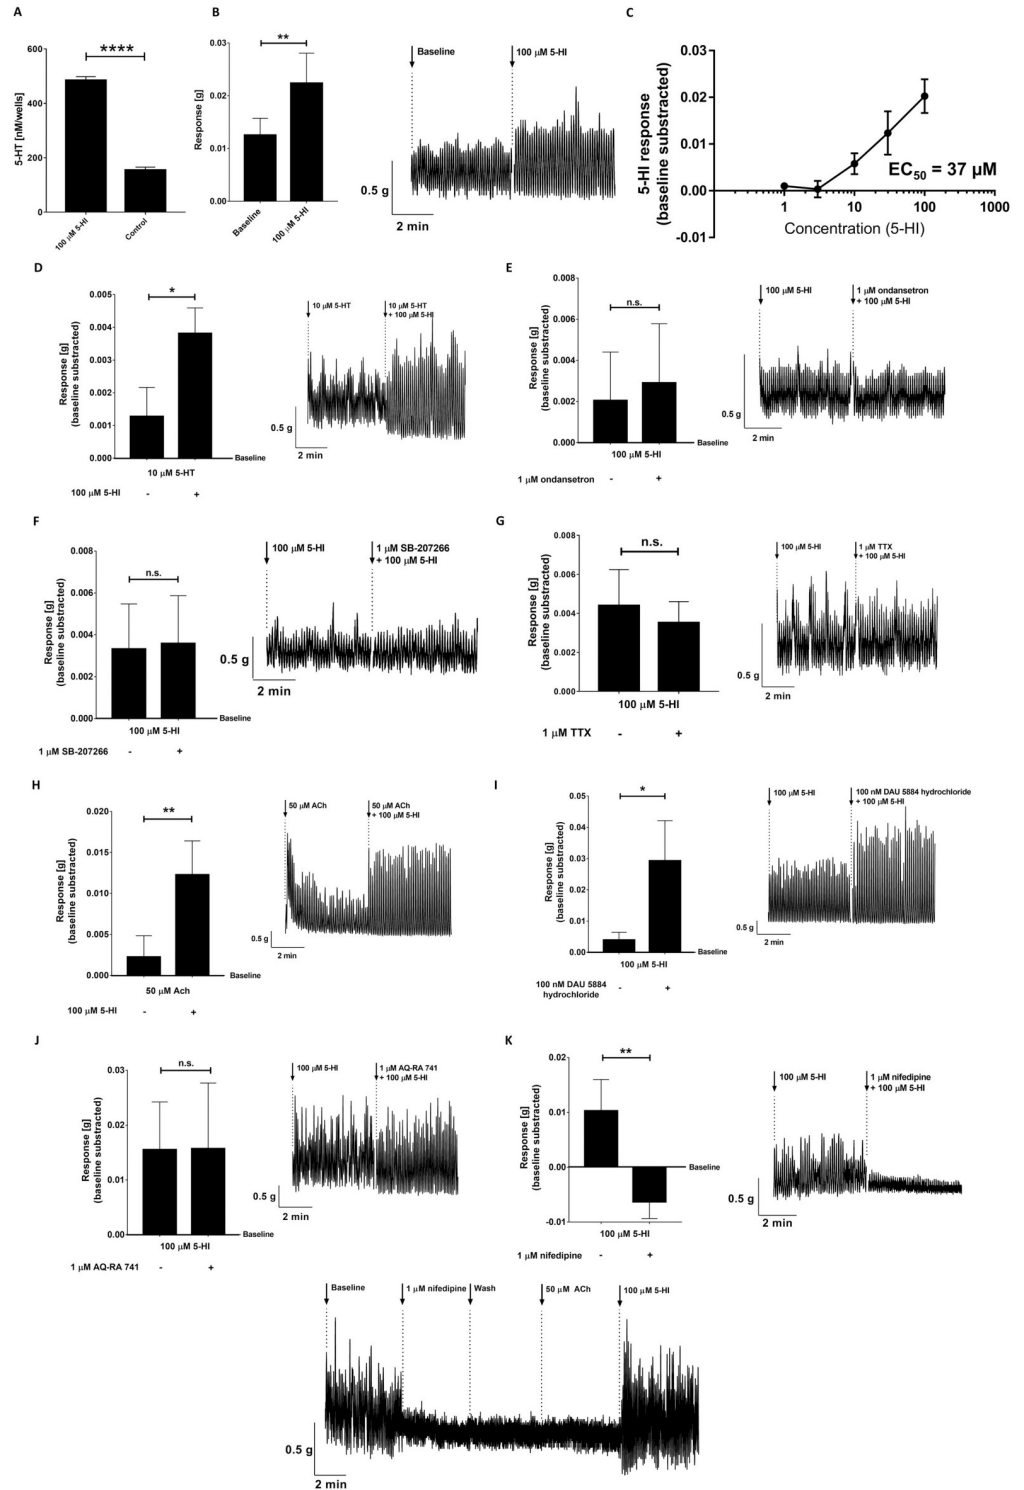 A
****
5-HT [nM/wells]
600
400
200
0
100 μM 5-HI
Control
B
**
Response [g]
0.03
0.02
0.01
0.00
Baseline
100 μM 5-HI
Baseline
100 μM 5-HI
0.5 g
2 min
C
5-HI response
(baseline substracted)
0.03
0.02
0.01
0.00
-0.01
1
10
100
1000
EC50 = 37 μM
Concentration (5-HI)
D
*
Response [g]
(baseline substracted)
0.005
0.004
0.003
0.002
0.001
0.000
Baseline
10 μM 5-HT
100 μM 5-HI - +
10 μM 5-HT
10 μM 5-HT
+ 100 μM 5-HI
0.5 g
2 min
E
n.s.
Response [g]
(baseline substracted)
0.008
0.006
0.004
0.002
0.000
100 μM 5-HI
1 μM ondansetron - +
100 μM 5-HI
1 μM ondansetron
+ 100 μM 5-HI
0.5 g
2 min
F
n.s.
Response [g]
(baseline substracted)
0.008
0.006
0.004
0.002
0.000
Baseline
100 μM 5-HI
1 μM SB-207266 - +
100 μM 5-HI
1 μM SB-207266
+ 100 μM 5-HI
0.5 g
2 min
G
n.s.
Response [g]
(baseline substracted)
0.008
0.006
0.004
0.002
0.000
100 μM 5-HI
1 μM TTX - +
100 μM 5-HI
1 μM TTX
+ 100 μM 5-HI
0.5 g
2 min
H
**
Response [g]
(baseline substracted)
0.020
0.015
0.010
0.005
0.000
Baseline
50 μM Ach
100 μM 5-HI - +
50 μM ACh
50 μM ACh
+ 100 μM 5-HI
0.5 g
2 min
I
*
Response [g]
(baseline substracted)
0.05
0.04
0.03
0.02
0.01
0.00
Baseline
100 μM 5-HI
100 nM DAU 5884
hydrochloride - +
100 μM 5-HI
100 nM DAU 5884 hydrochloride
+ 100 μM 5-HI
0.5 g
2 min
J
n.s.
Response [g]
(baseline substracted)
0.03
0.02
0.01
0.00
Baseline
100 μM 5-HI
1 μM AQ-RA 741 - +
100 μM 5-HI
1 μM AQ-RA 741
+ 100 μM 5-HI
0.5 g
2 min
K
**
Response [g]
(baseline substracted)
0.02
0.01
0.00
-0.01
Baseline
100 μM 5-HI
1 μM nifedipine - +
100 μM 5-HI
1 μM nifedipine
+ 100 μM 5-HI
0.5 g
2 min
Baseline
1 μM nifedipine
Wash
50 μM ACh
100 μM 5-HI
0.5 g
2 min